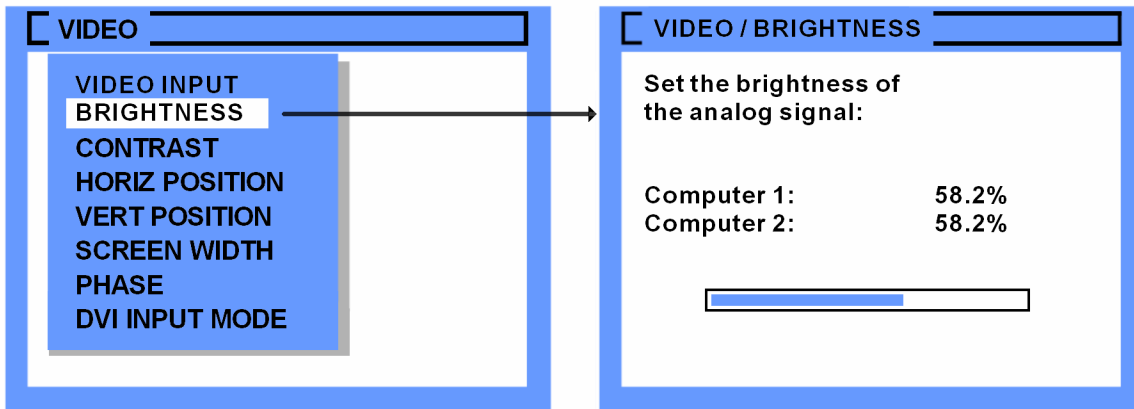 VIDEO
VIDEO INPUT
BRIGHTNESS
CONTRAST
HORIZ POSITION
VERT POSITION
SCREEN WIDTH
PHASE
DVI INPUT MODE
VIDEO / BRIGHTNESS
Set the brightness of
the analog signal:
Computer 1: 58.2%
Computer 2: 58.2%